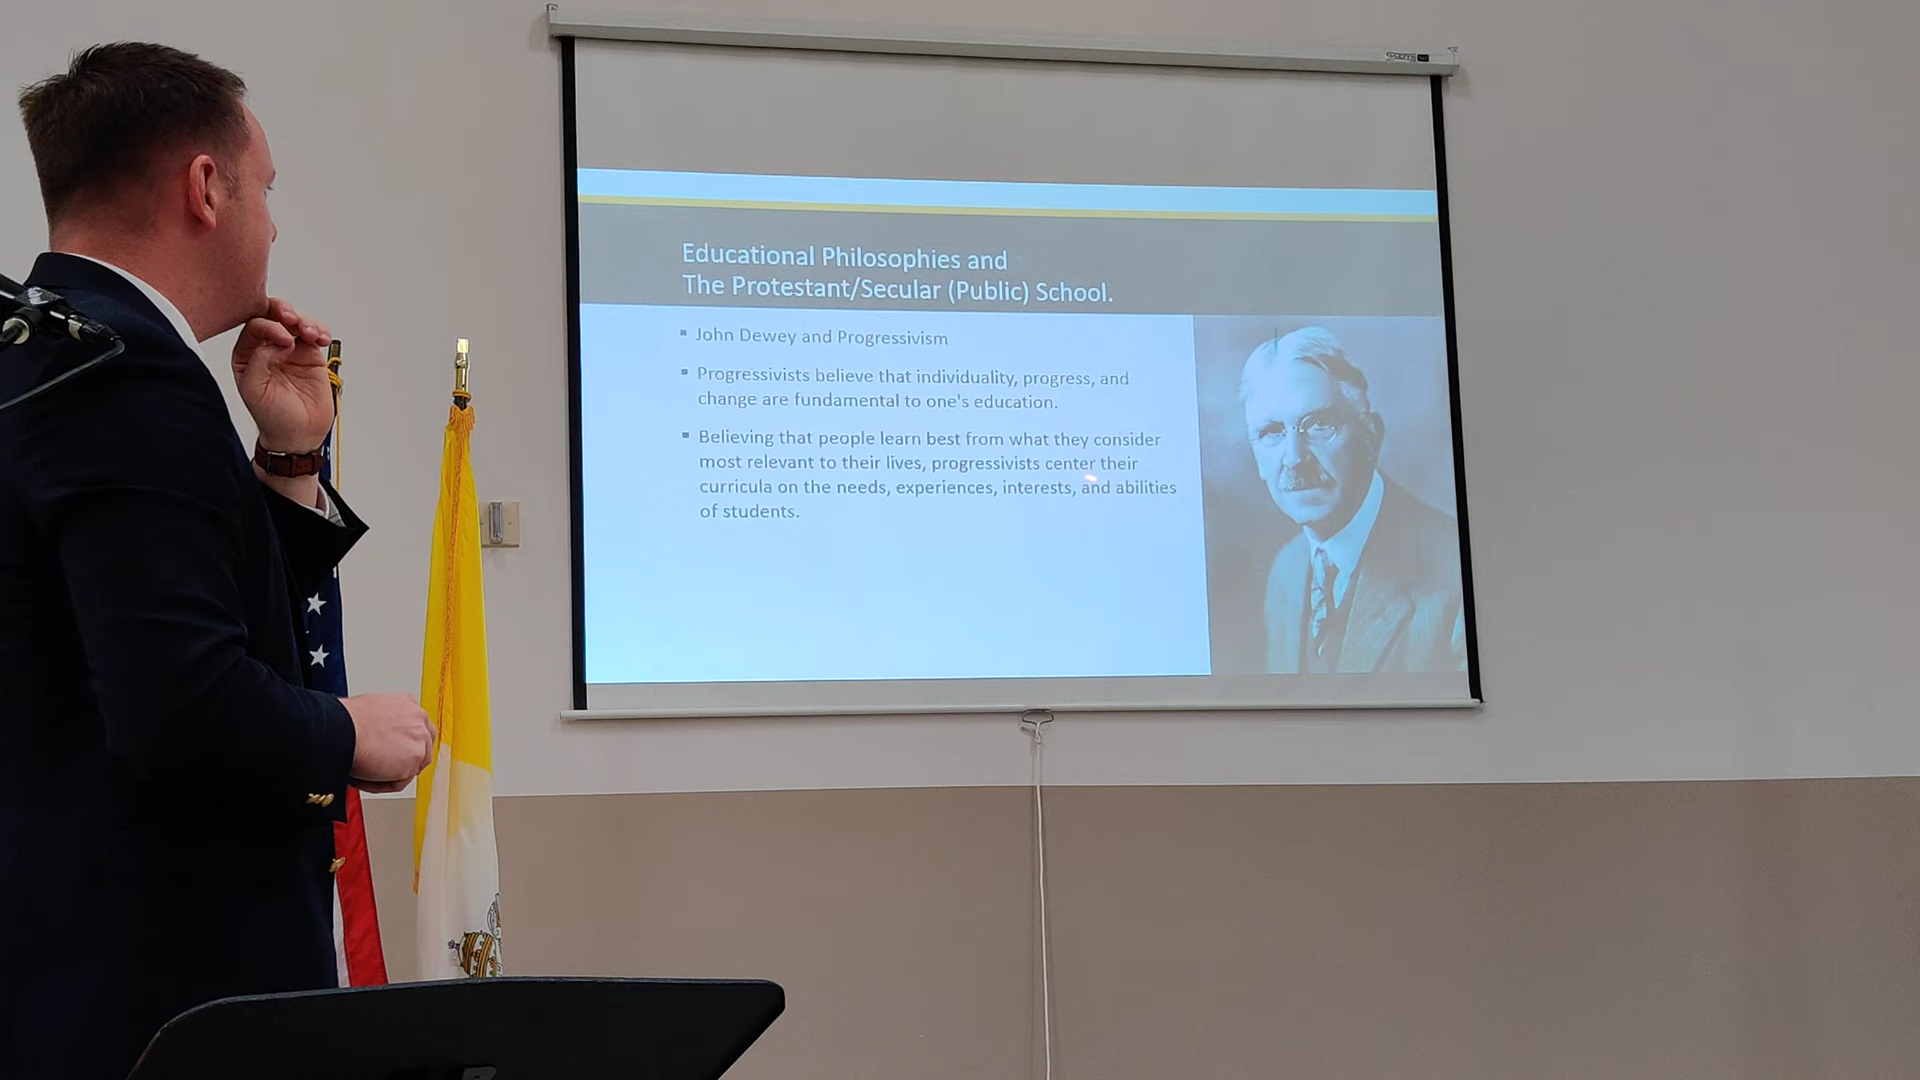 Educational Philosophies and
The Protestant/Secular (Public) School.
John Dewey and Progressivism
Progressivists believe that individuality, progress, and
change are fundamental to one's education.
Believing that people learn best from what they consider
most relevant to their lives, progressivists center their
curricula on the needs, experiences, interests, and abilities
of students.